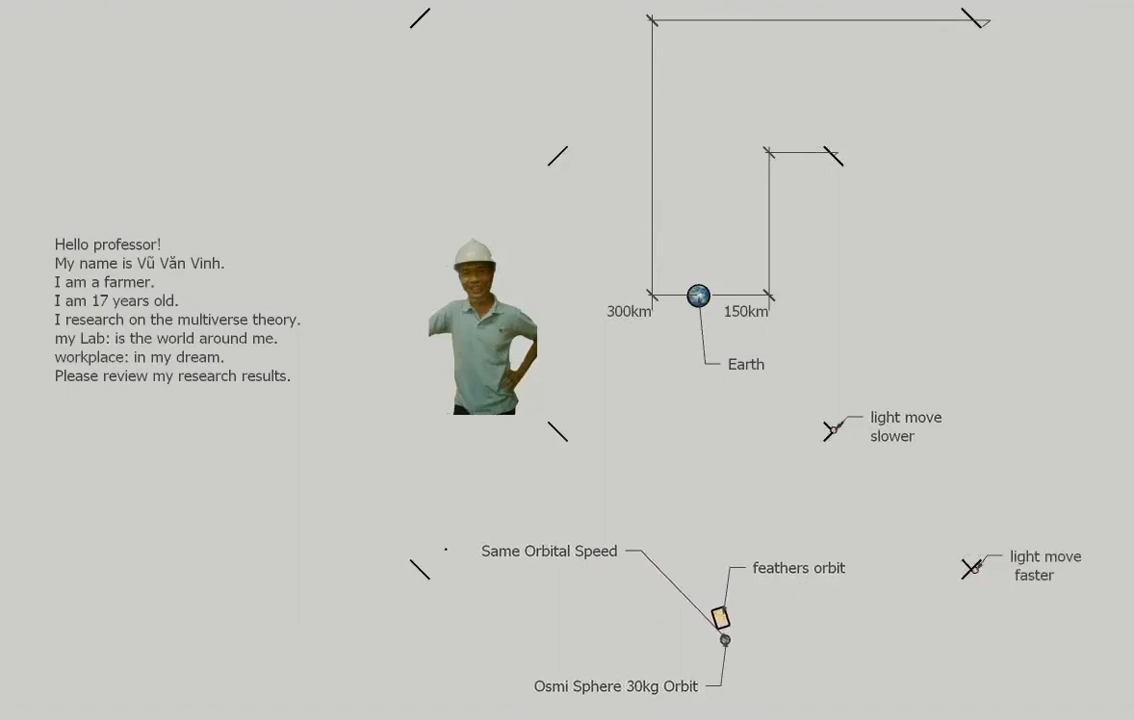 Hello professor!
My name is Vũ Văn Vinh.
I am a farmer.
I am 17 years old.
I research on the multiverse theory.
my Lab: is the world around me.
workplace: in my dream.
Please review my research results.
300km
150km
Earth
light move
slower
Same Orbital Speed
feathers orbit
light move
faster
Osmi Sphere 30kg Orbit